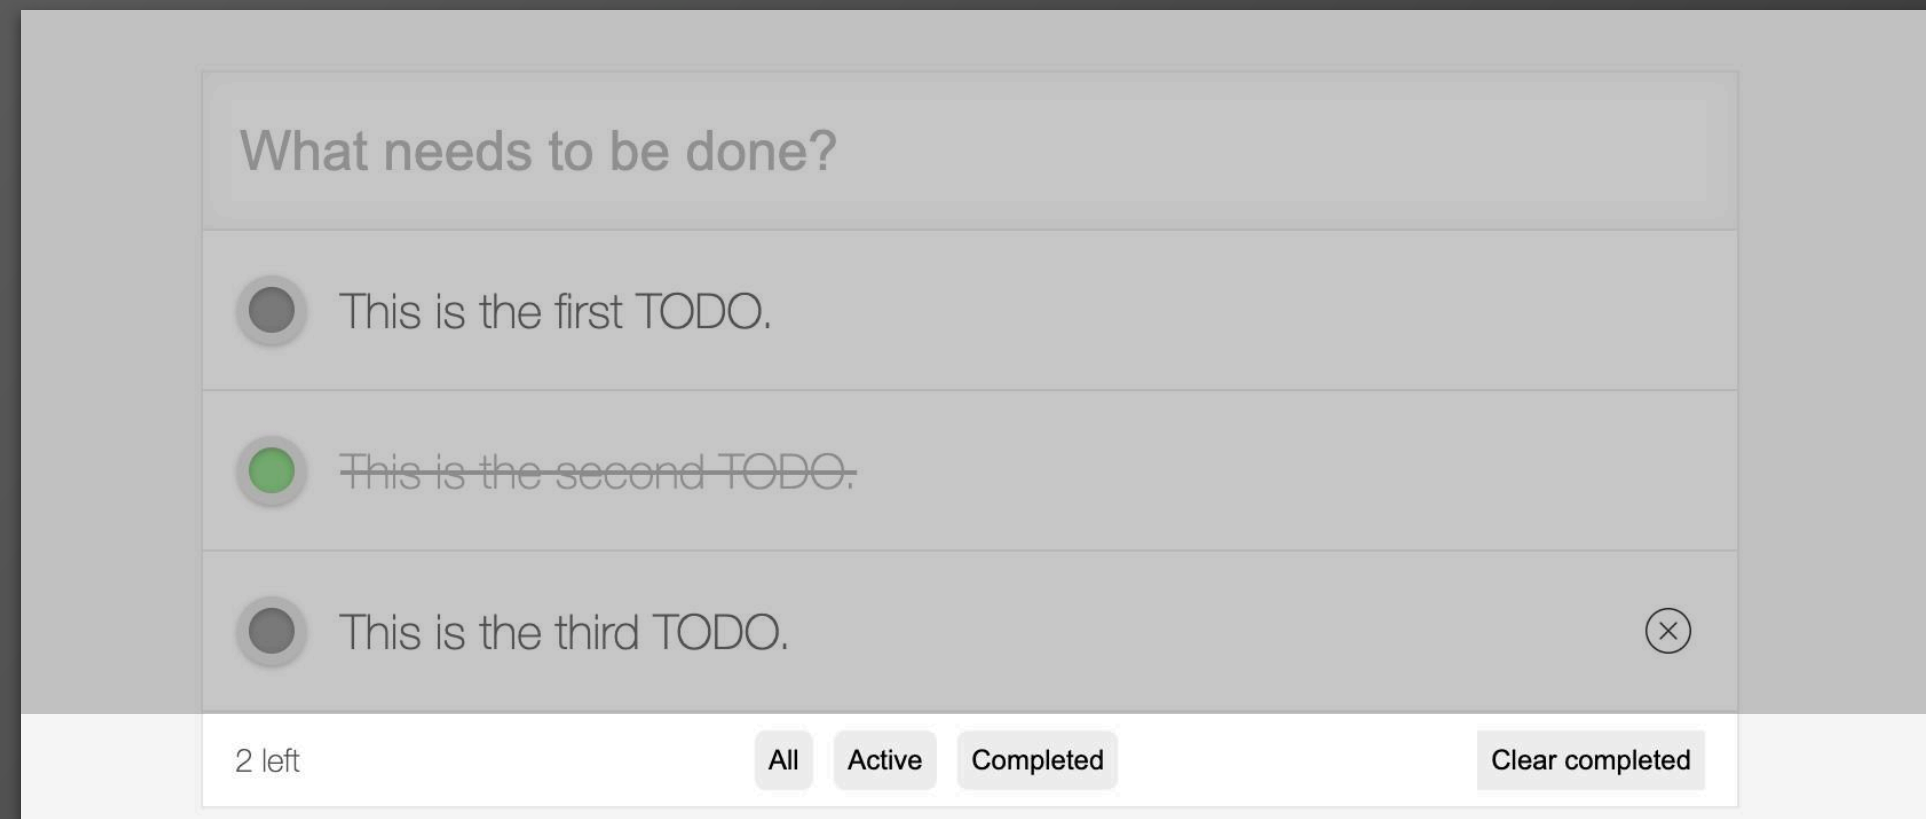 What needs to be done?
This is the first TODO.
This is the second TODO.
This is the third TODO.
2 left All Active Completed Clear completed